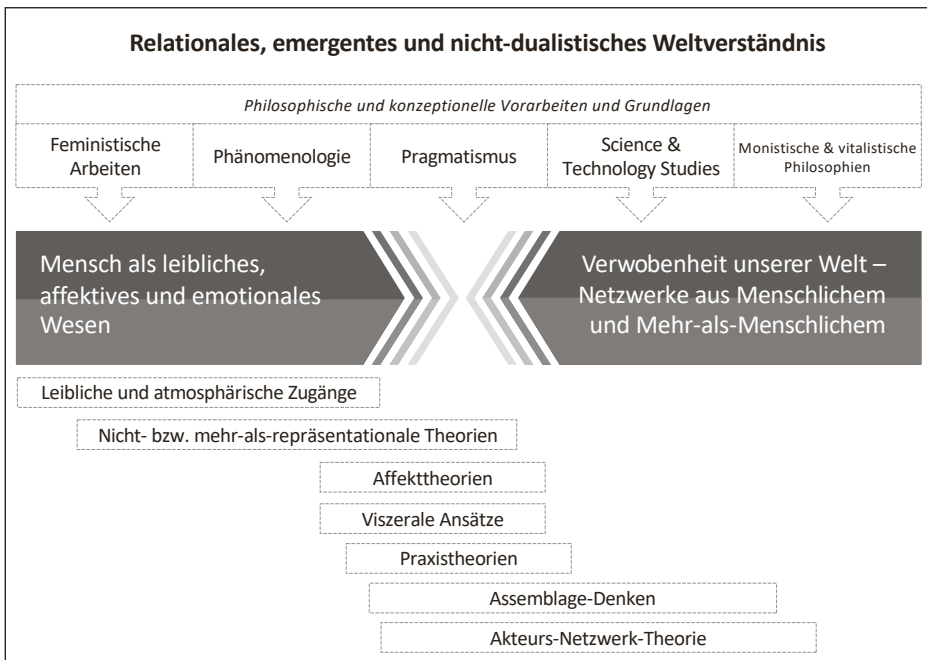 Relationales, emergentes und nicht-dualistisches Weltverständnis
Philosophische und konzeptionelle Vorarbeiten und Grundlagen
Feministische
Arbeiten
Phänomenologie
Pragmatismus
Science &
Technology Studies
Monistische & vitalistische
Philosophien
Mensch als leibliches,
affektives und emotionales
Wesen
Verwobenheit unserer Welt –
Netzwerke aus Menschlichem
und Mehr-als-Menschlichem
Leibliche und atmosphärische Zugänge
Nicht- bzw. mehr-als-repräsentationale Theorien
Affekttheorien
Viszerale Ansätze
Praxistheorien
Assemblage-Denken
Akteurs-Netzwerk-Theorie